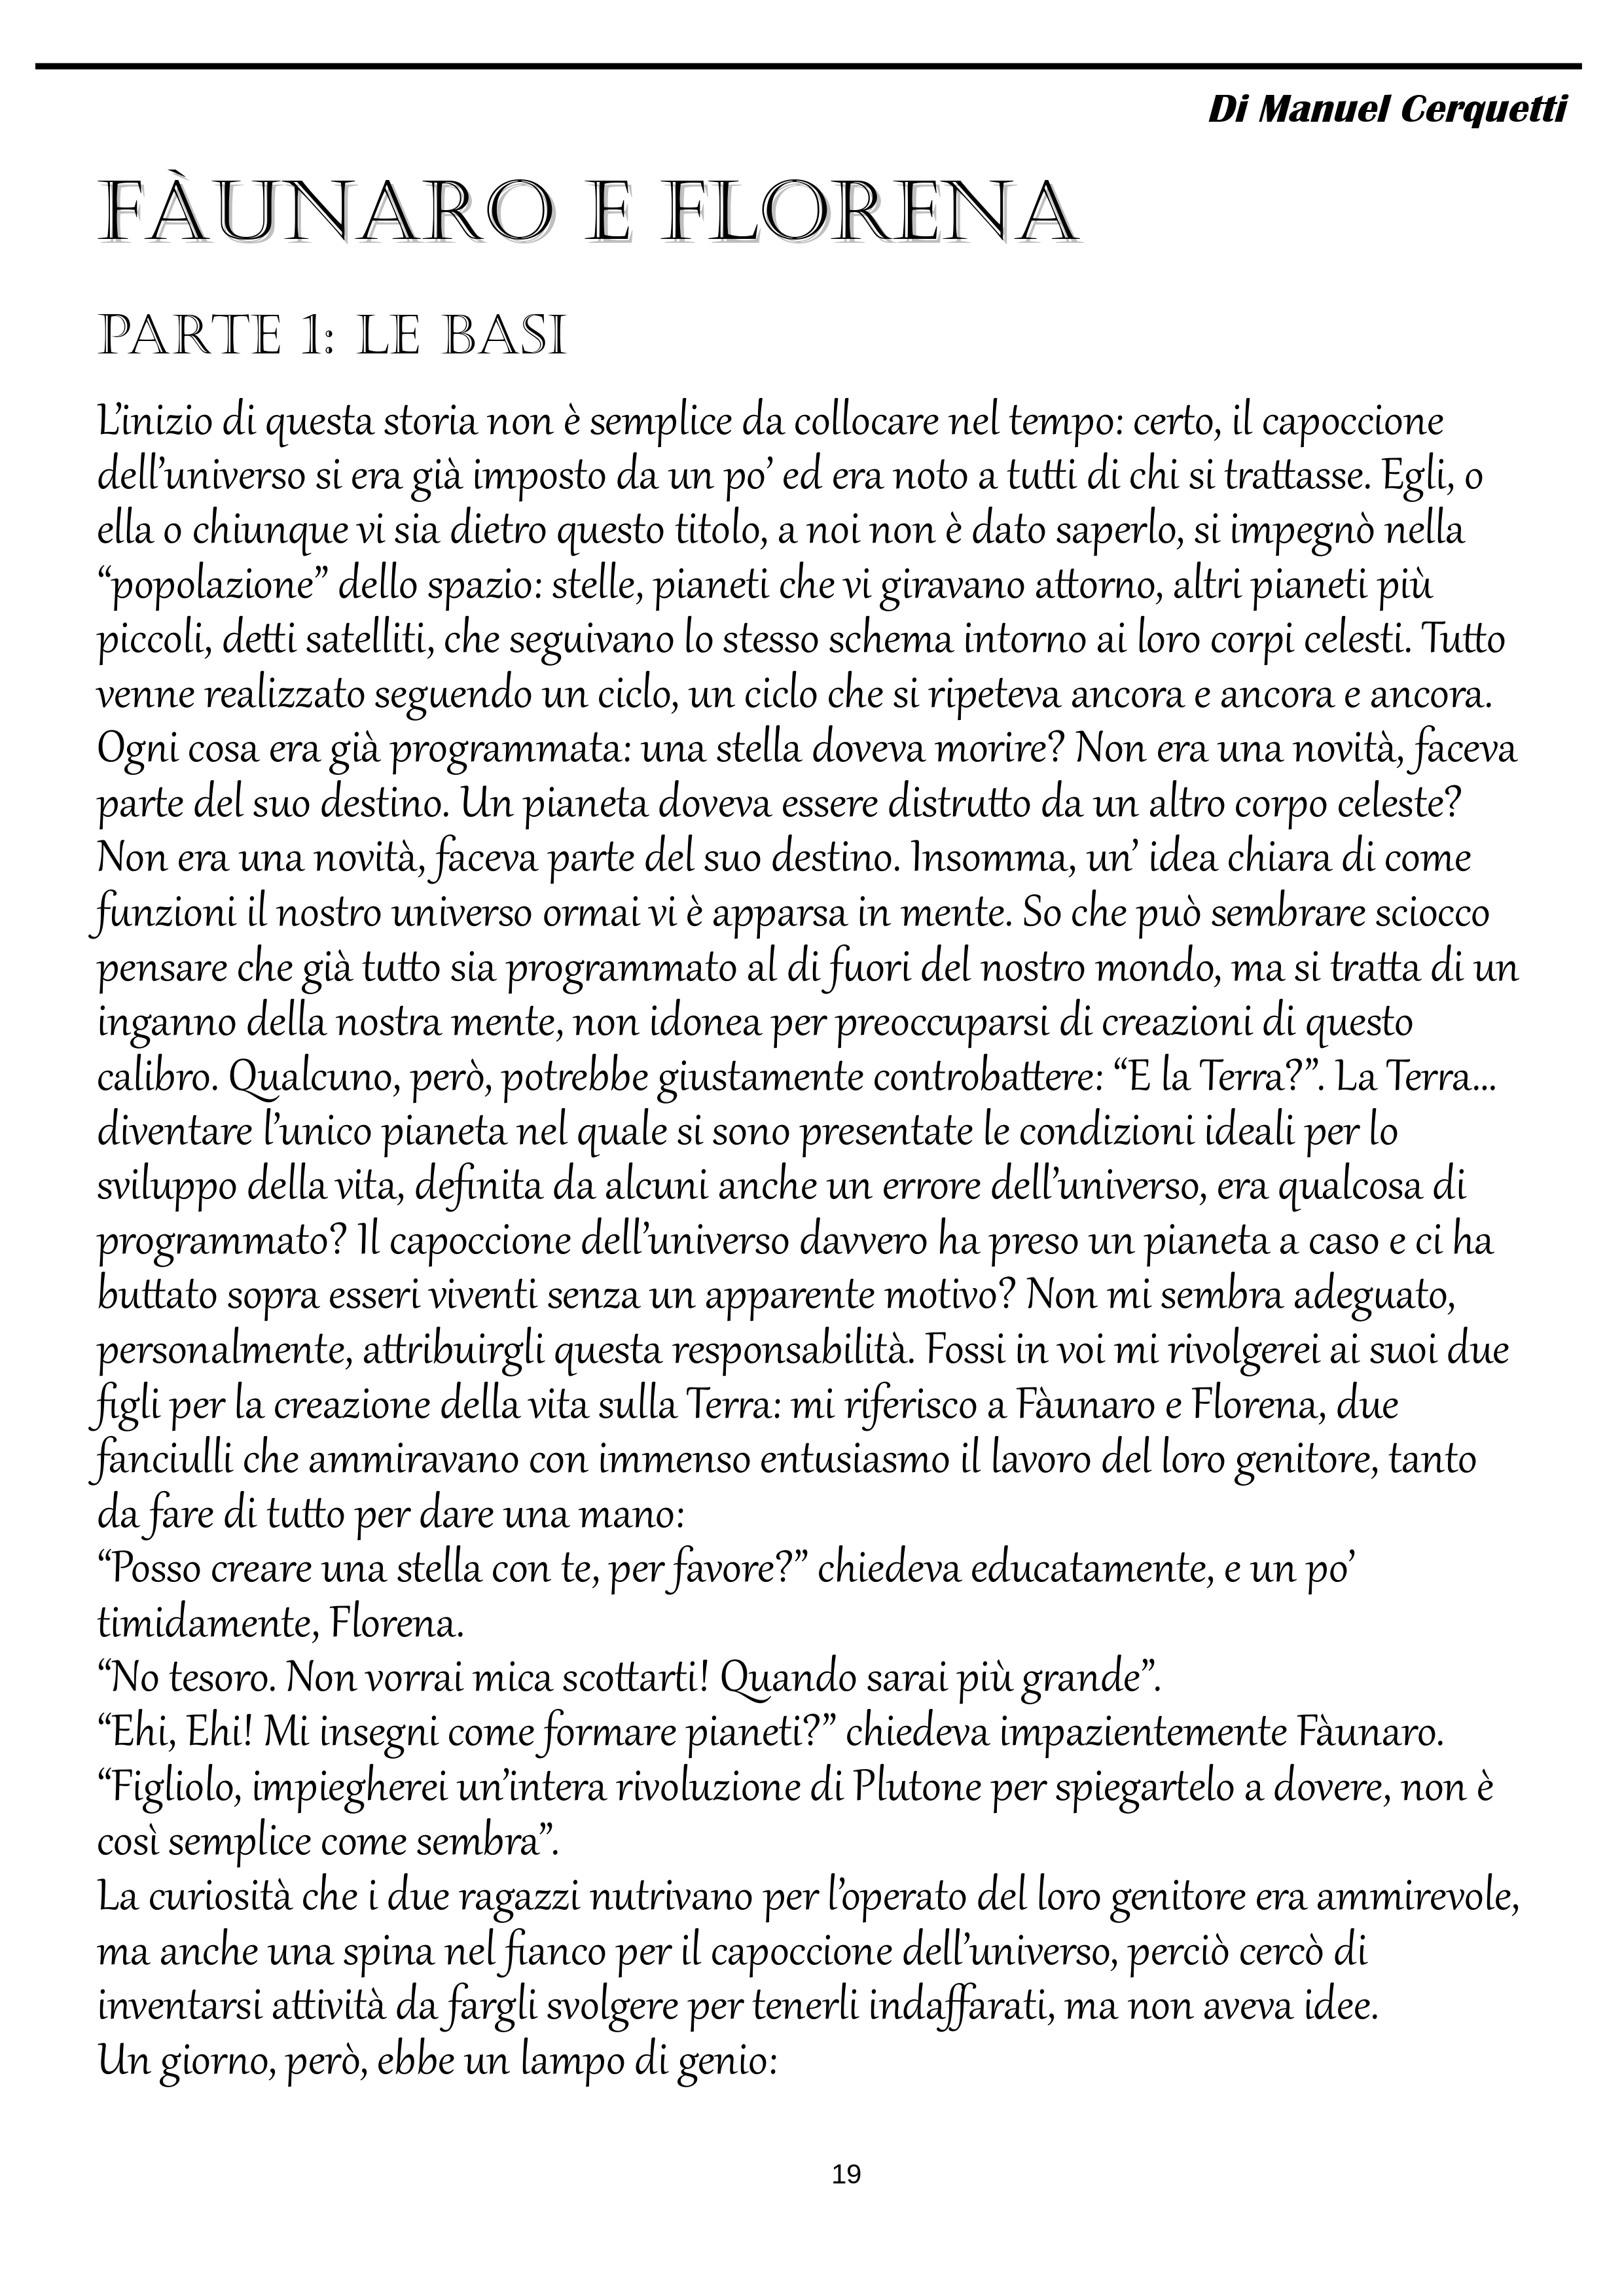 Di Manuel Cerquetti
FÀUNARO E FLORENA
PARTE 1: LE BASI
L’inizio di questa storia non è semplice da collocare nel tempo: certo, il capoccione
dell’universo si era già imposto da un po’ ed era noto a tutti di chi si trattasse. Egli, o
ella o chiunque vi sia dietro questo titolo, a noi non è dato saperlo, si impegnò nella
“popolazione” dello spazio: stelle, pianeti che vi giravano attorno, altri pianeti più
piccoli, detti satelliti, che seguivano lo stesso schema intorno ai loro corpi celesti. Tutto
venne realizzato seguendo un ciclo, un ciclo che si ripeteva ancora e ancora e ancora.
Ogni cosa era già programmata: una stella doveva morire? Non era una novità, faceva
parte del suo destino. Un pianeta doveva essere distrutto da un altro corpo celeste?
Non era una novità, faceva parte del suo destino. Insomma, un’ idea chiara di come
funzioni il nostro universo ormai vi è apparsa in mente. So che può sembrare sciocco
pensare che già tutto sia programmato al di fuori del nostro mondo, ma si tratta di un
inganno della nostra mente, non idonea per preoccuparsi di creazioni di questo
calibro. Qualcuno, però, potrebbe giustamente controbattere: “E la Terra?”. La Terra...
diventare l’unico pianeta nel quale si sono presentate le condizioni ideali per lo
sviluppo della vita, definita da alcuni anche un errore dell’universo, era qualcosa di
programmato? Il capoccione dell’universo davvero ha preso un pianeta a caso e ci ha
buttato sopra esseri viventi senza un apparente motivo? Non mi sembra adeguato,
personalmente, attribuirgli questa responsabilità. Fossi in voi mi rivolgerei ai suoi due
figli per la creazione della vita sulla Terra: mi riferisco a Fàunaro e Florena, due
fanciulli che ammiravano con immenso entusiasmo il lavoro del loro genitore, tanto
da fare di tutto per dare una mano:
“Posso creare una stella con te, per favore?” chiedeva educatamente, e un po’
timidamente, Florena.
“No tesoro. Non vorrai mica scottarti! Quando sarai più grande”.
“Ehi, Ehi! Mi insegni come formare pianeti?” chiedeva impazientemente Fàunaro.
“Figliolo, impiegherei un’intera rivoluzione di Plutone per spiegartelo a dovere, non è
così semplice come sembra”.
La curiosità che i due ragazzi nutrivano per l’operato del loro genitore era ammirevole,
ma anche una spina nel fianco per il capoccione dell’universo, perciò cercò di
inventarsi attività da fargli svolgere per tenerli indaffarati, ma non aveva idee.
Un giorno, però, ebbe un lampo di genio:
19